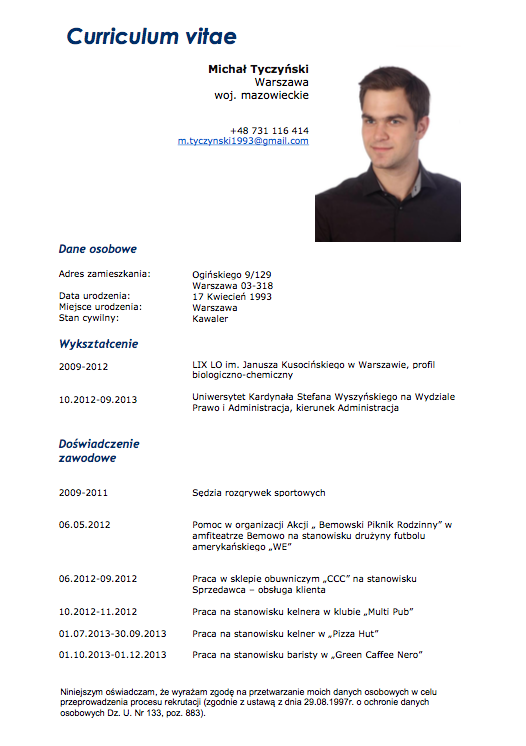 Curriculum vitae
Michał Tyczyński
Warszawa
woj. mazowieckie
+48 731 116 414
m.tyczynski1993@gmail.com
Dane osobowe
Adres zamieszkania: Ogińskiego 9/129
Warszawa 03-318
Data urodzenia: 17 Kwiecień 1993
Miejsce urodzenia: Warszawa
Stan cywilny: Kawaler
Wykształcenie
2009-2012 LIX LO im. Janusza Kusocińskiego w Warszawie, profil
biologiczno-chemiczny
10.2012-09.2013 Uniwersytet Kardynała Stefana Wyszyńskiego na Wydziale
Prawo i Administracja, kierunek Administracja
Doświadczenie
zawodowe
2009-2011 Sędzia rozgrywek sportowych
06.05.2012 Pomoc w organizacji Akcji „ Bemowski Piknik Rodzinny” w
amfiteatrze Bemowo na stanowisku drużyny futbolu
amerykańskiego „WE”
06.2012-09.2012 Praca w sklepie obuwniczym „CCC” na stanowisku
Sprzedawca – obsługa klienta
10.2012-11.2012 Praca na stanowisku kelnera w klubie „Multi Pub”
01.07.2013-30.09.2013 Praca na stanowisku kelner w „Pizza Hut”
01.10.2013-01.12.2013 Praca na stanowisku baristy w „Green Caffee Nero”
Niniejszym oświadczam, że wyrażam zgodę na przetwarzanie moich danych osobowych w celu
przeprowadzenia procesu rekrutacji (zgodnie z ustawą z dnia 29.08.1997r. o ochronie danych
osobowych Dz. U. Nr 133, poz. 883).